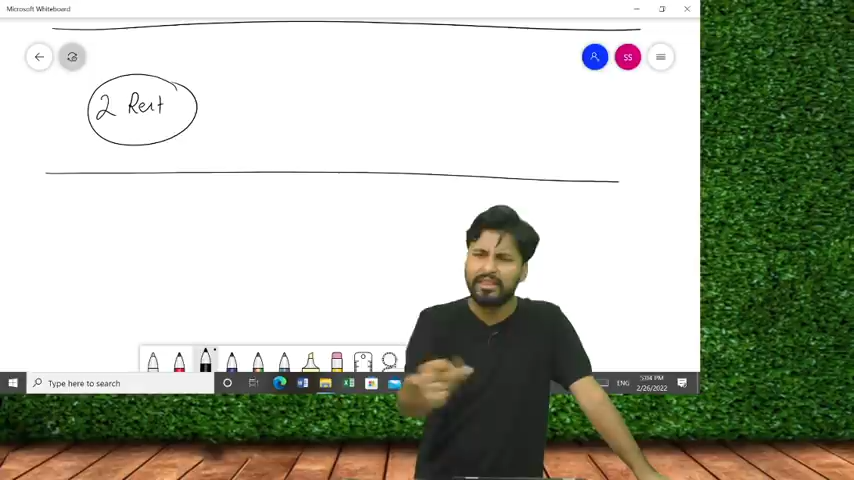 Microsoft Whiteboard
SS
2 Rent
Type here to search
ENG
5:04 PM
2/26/2022